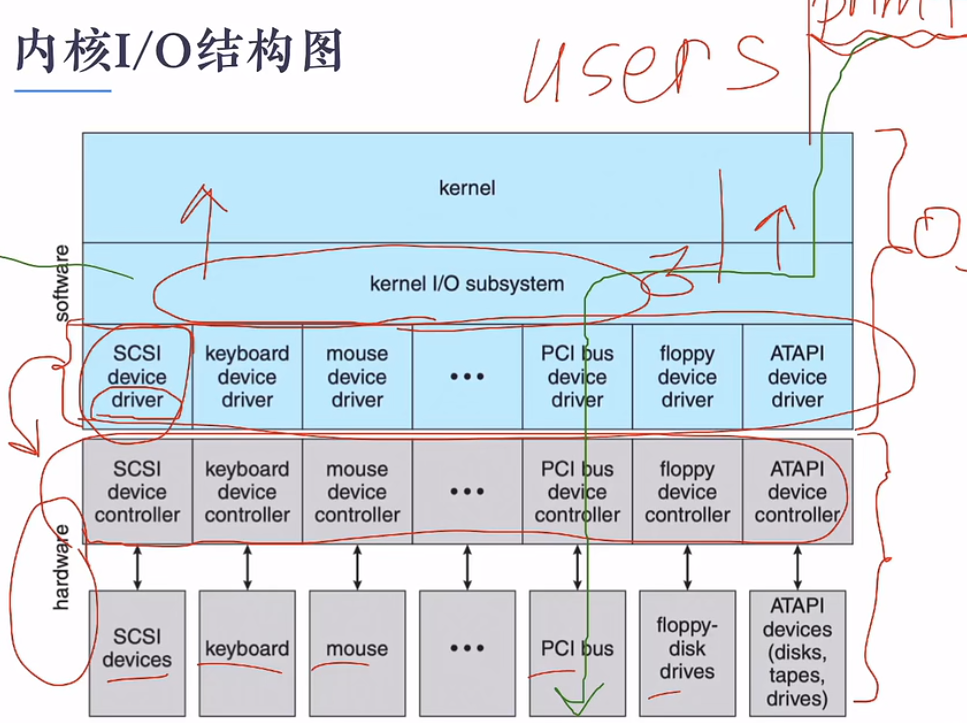 内核I/O结构图
users
kernel
kernel I/O subsystem
software
SCSI
device
driver
keyboard
device
driver
mouse
device
driver
•••
PCI bus
device
driver
floppy
device
driver
ATAPI
device
driver
SCSI
device
controller
keyboard
device
controller
mouse
device
controller
•••
PCI bus
device
controller
floppy
device
controller
ATAPI
device
controller
hardware
SCSI
devices
keyboard
mouse
•••
PCI bus
floppy-
disk
drives
ATAPI
devices
(disks,
tapes,
drives)